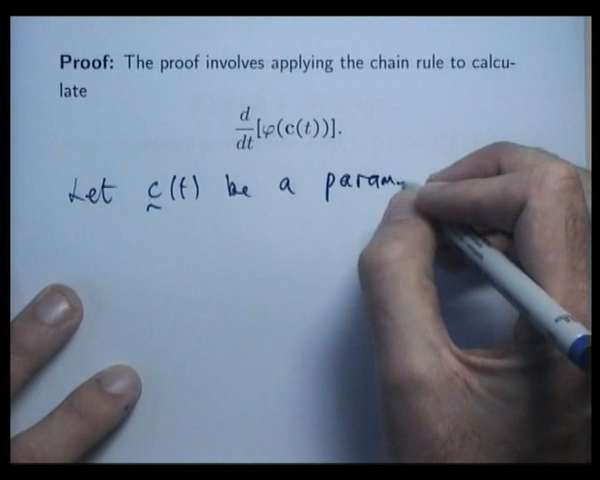 Proof: The proof involves applying the chain rule to calcu-
late
d/dt [φ(c(t))].
Let c(t) be a param